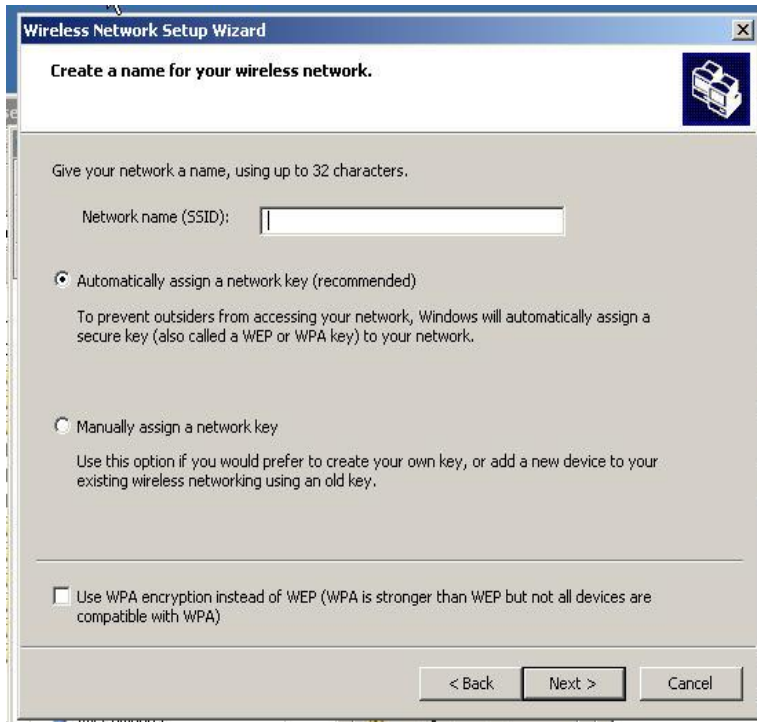 Wireless Network Setup Wizard
Create a name for your wireless network.
Give your network a name, using up to 32 characters.
Network name (SSID):
Automatically assign a network key (recommended)
To prevent outsiders from accessing your network, Windows will automatically assign a
secure key (also called a WEP or WPA key) to your network.
Manually assign a network key
Use this option if you would prefer to create your own key, or add a new device to your
existing wireless networking using an old key.
Use WPA encryption instead of WEP (WPA is stronger than WEP but not all devices are
compatible with WPA)
< Back Next > Cancel